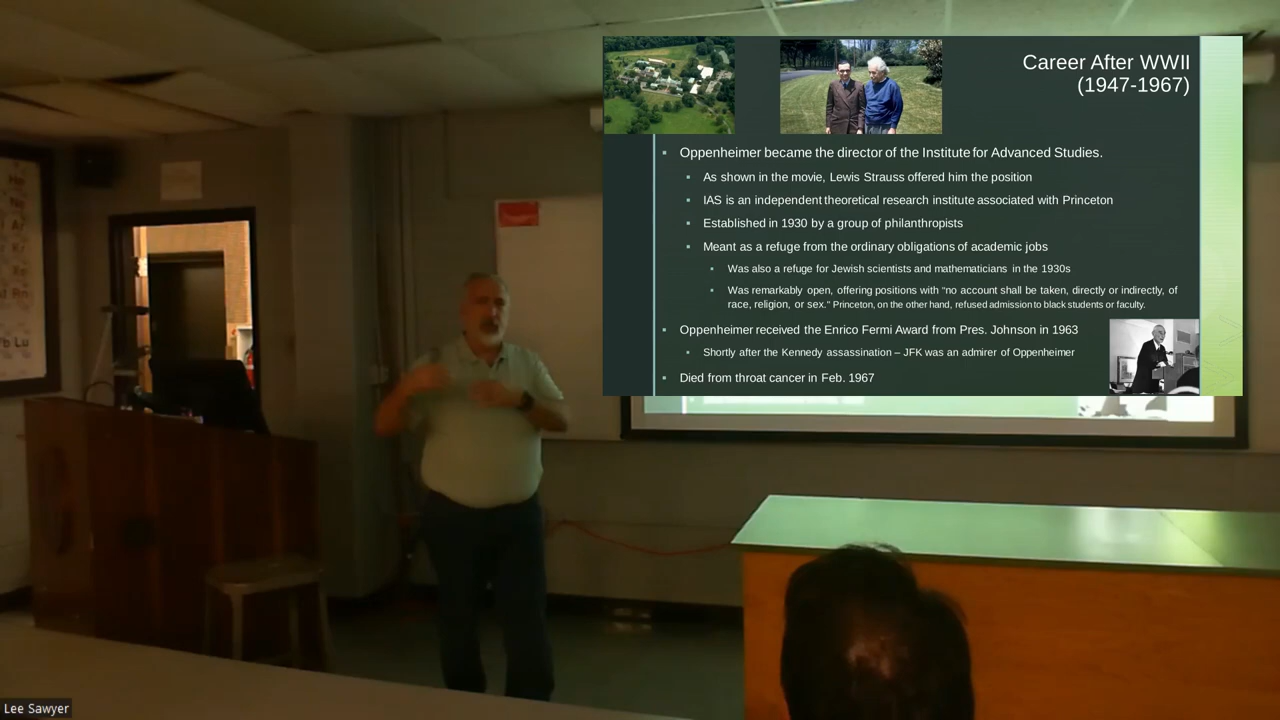 Career After WWII
(1947-1967)
Oppenheimer became the director of the Institute for Advanced Studies.
As shown in the movie, Lewis Strauss offered him the position
IAS is an independent theoretical research institute associated with Princeton
Established in 1930 by a group of philanthropists
Meant as a refuge from the ordinary obligations of academic jobs
Was also a refuge for Jewish scientists and mathematicians in the 1930s
Was remarkably open, offering positions with "no account shall be taken, directly or indirectly, of
race, religion, or sex." Princeton, on the other hand, refused admission to black students or faculty.
Oppenheimer received the Enrico Fermi Award from Pres. Johnson in 1963
Shortly after the Kennedy assassination – JFK was an admirer of Oppenheimer
Died from throat cancer in Feb. 1967
Lee Sawyer